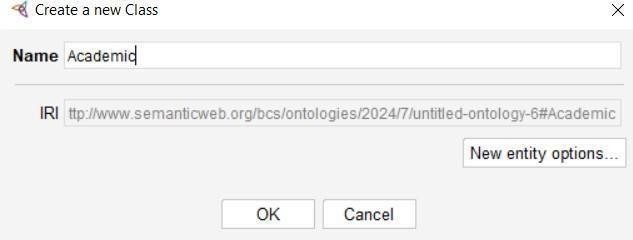 Create a new Class
Name Academic
IRI ttp://www.semanticweb.org/bcs/ontologies/2024/7/untitled-ontology-6#Academic
New entity options...
OK Cancel